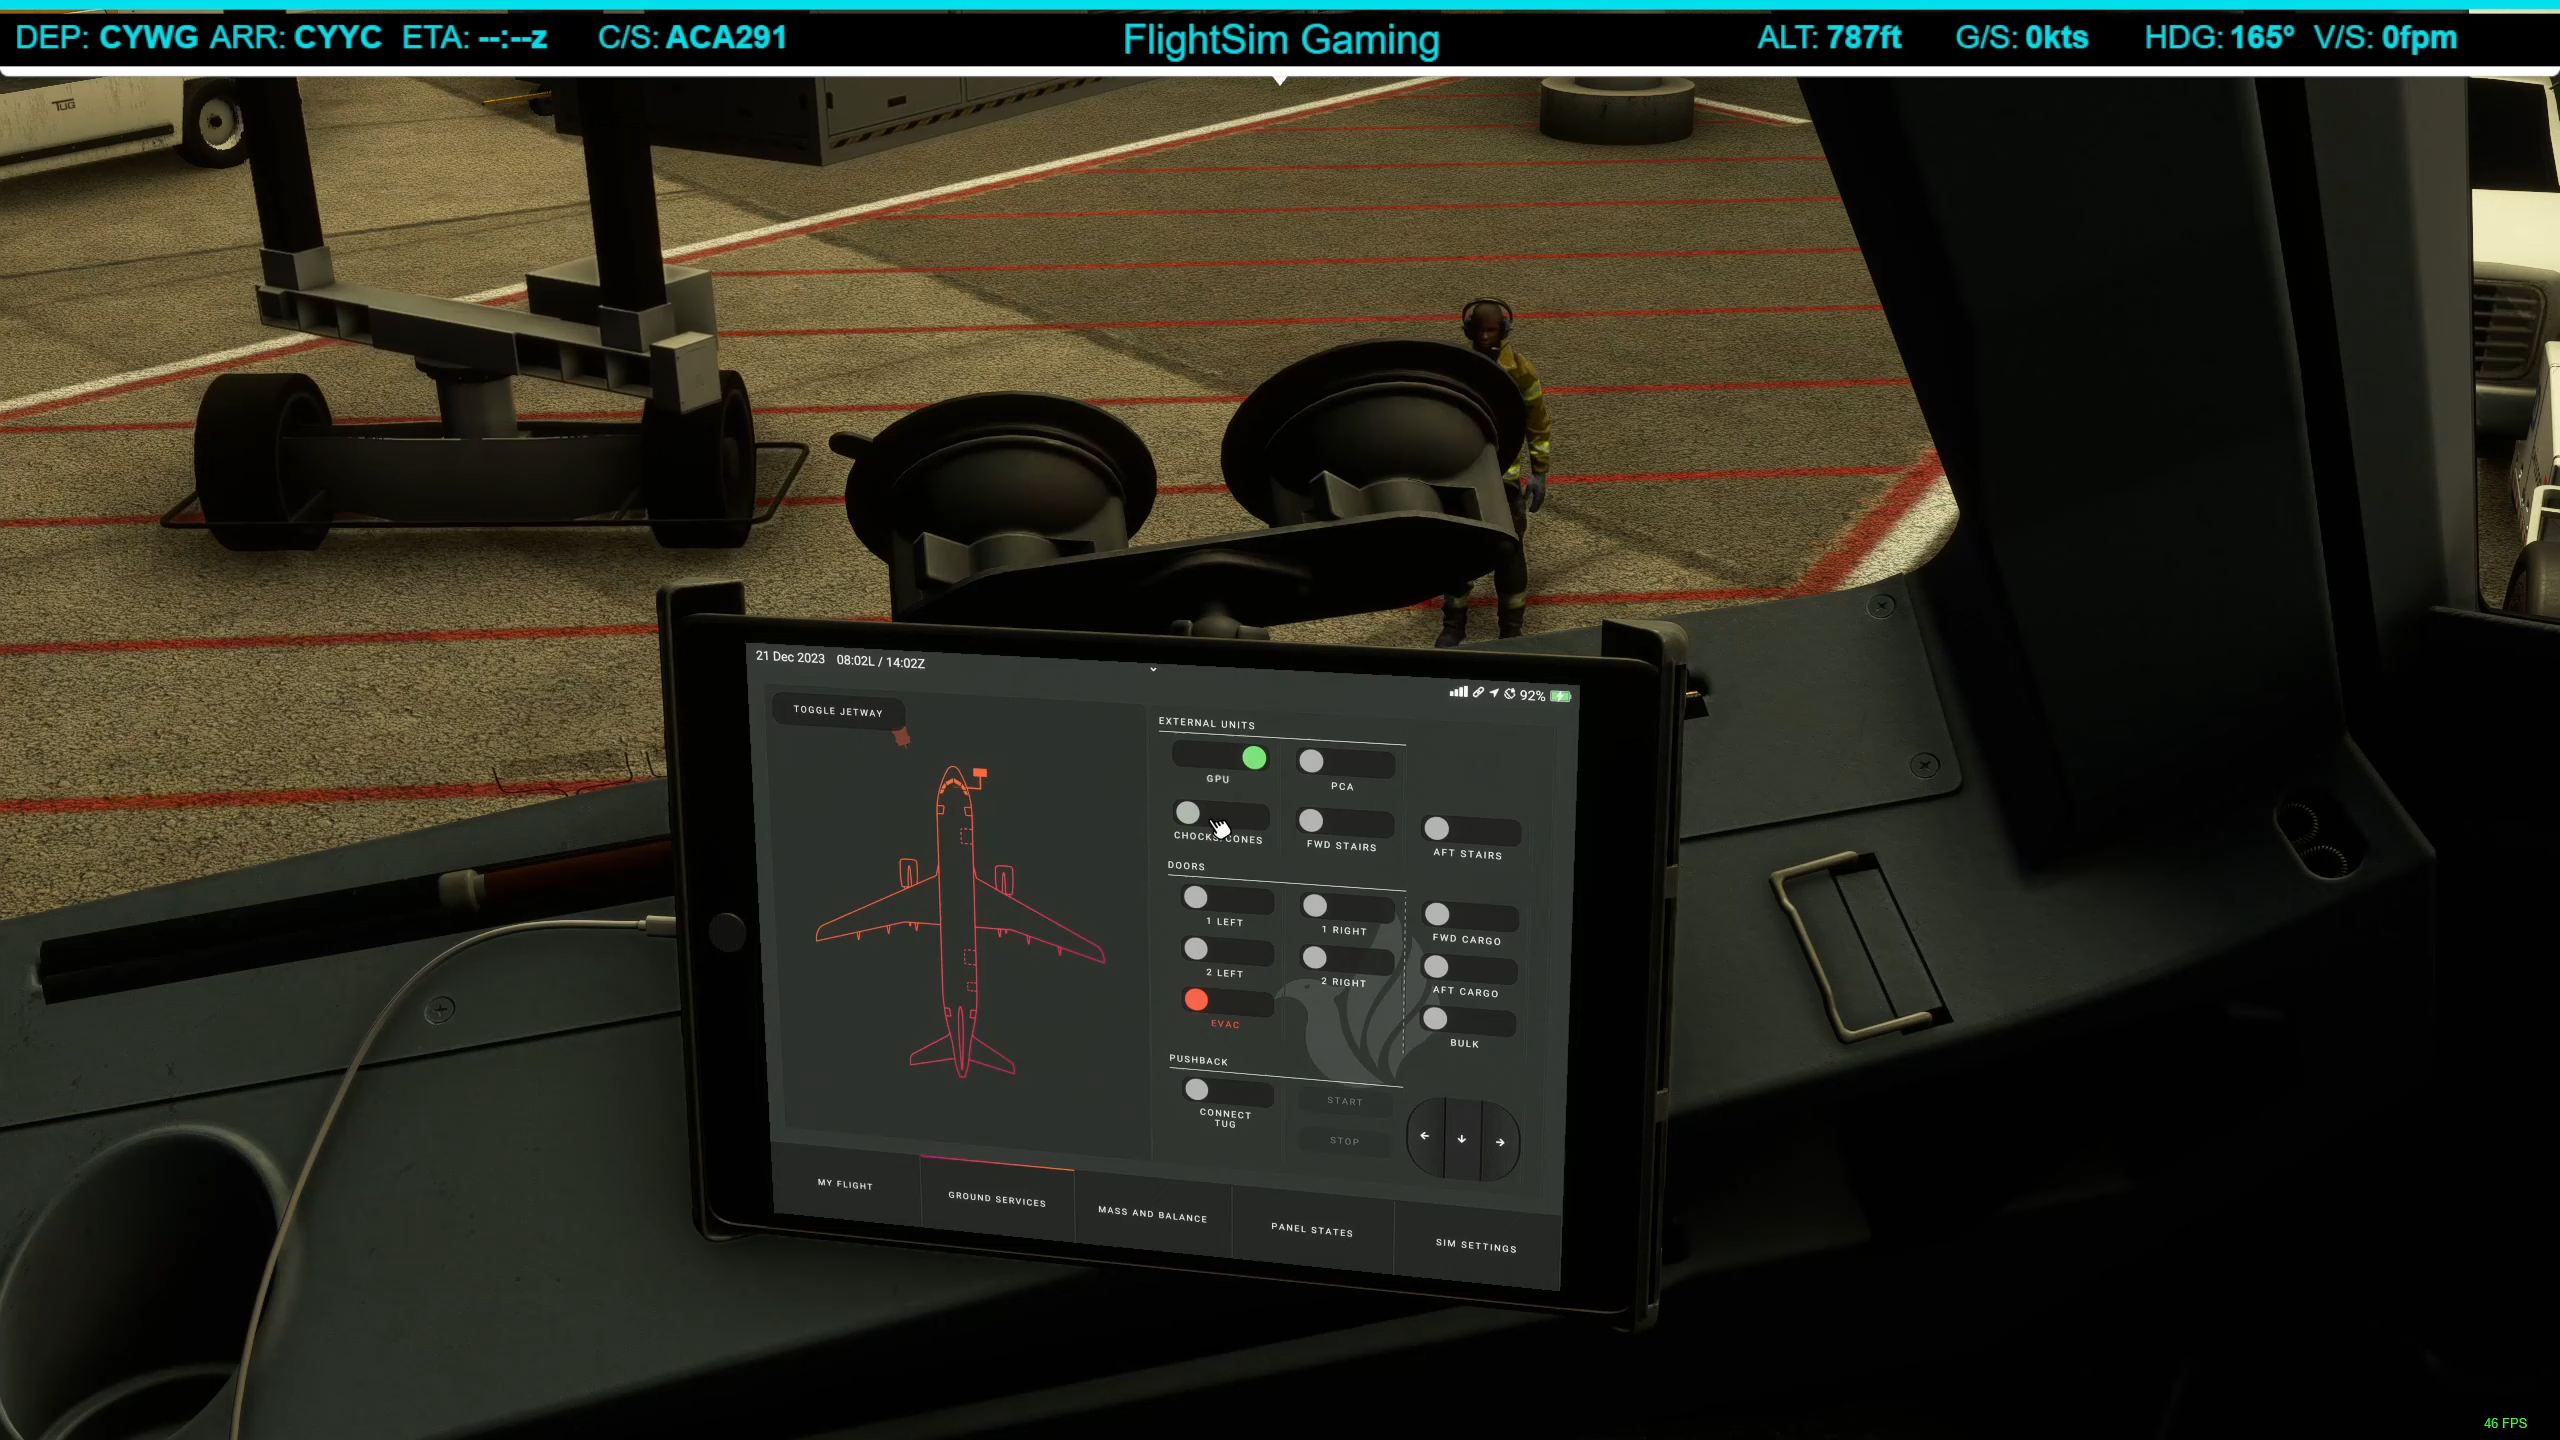 DEP: CYWG ARR: CYYC ETA: --:--z C/S: ACA291
FlightSim Gaming
ALT: 787ft G/S: 0kts HDG: 165° V/S: 0fpm
TUG
21 Dec 2023 08:02L / 14:02Z
92%
TOGGLE JETWAY
EXTERNAL UNITS
GPU
PCA
CHOCKS/CONES
FWD STAIRS
AFT STAIRS
DOORS
1 LEFT
1 RIGHT
FWD CARGO
2 LEFT
2 RIGHT
AFT CARGO
EVAC
BULK
PUSHBACK
CONNECT
TUG
START
STOP
MY FLIGHT
GROUND SERVICES
MASS AND BALANCE
PANEL STATES
SIM SETTINGS
46 FPS